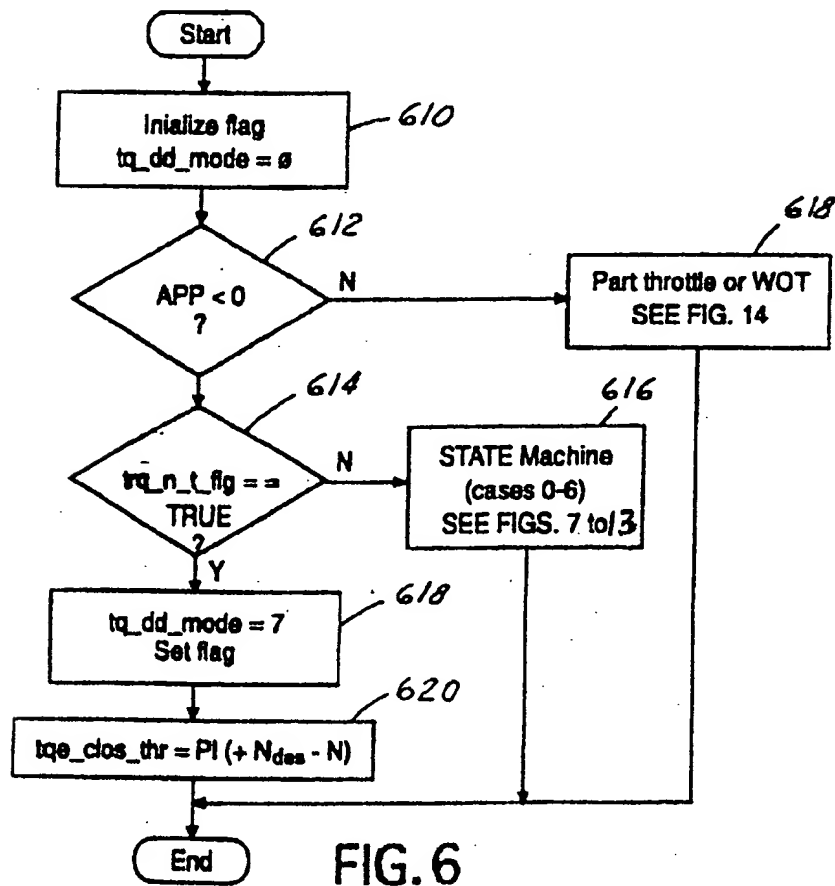 Start
Inialize flag
tq_dd_mode = ø
610
APP < 0
?
612
N
Part throttle or WOT
SEE FIG. 14
618
trq_n_t_flg = =
TRUE
?
614
N
Y
STATE Machine
(cases 0-6)
SEE FIGS. 7 to 13
616
tq_dd_mode = 7
Set flag
618
tqe_clos_thr = PI (+ Ndes - N)
620
End
FIG. 6